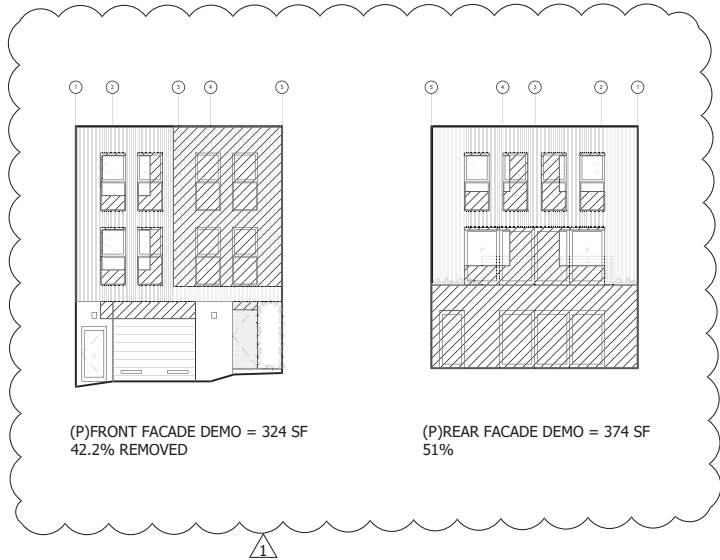 1 2 3 4 5
5 4 3 2 1
(P)FRONT FACADE DEMO = 324 SF
42.2% REMOVED
(P)REAR FACADE DEMO = 374 SF
51%
1